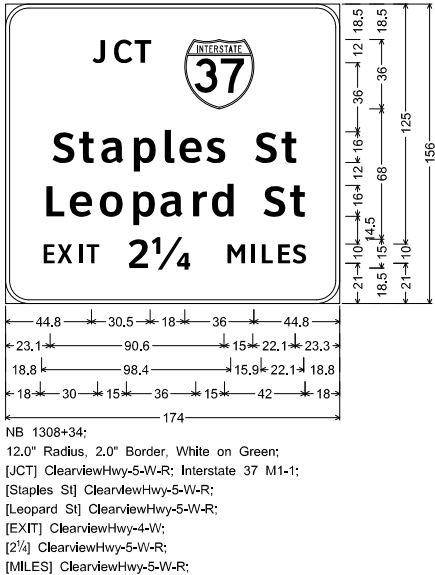 JCT
INTERSTATE
37
Staples St
Leopard St
EXIT 2¼ MILES
18.5
12
36
16
12
16
10
21
18.5
36
68
14.5
15
18.5
125
10
21
156
44.8 30.5 18 36 44.8
23.1 90.6 15 22.1 23.3
18.8 98.4 15.9 22.1 18.8
18 30 15 36 15 42 18
174
NB 1308+34;
12.0" Radius, 2.0" Border, White on Green;
[JCT] ClearviewHwy-5-W-R; Interstate 37 M1-1;
[Staples St] ClearviewHwy-5-W-R;
[Leopard St] ClearviewHwy-5-W-R;
[EXIT] ClearviewHwy-4-W;
[2¼] ClearviewHwy-5-W-R;
[MILES] ClearviewHwy-5-W-R;